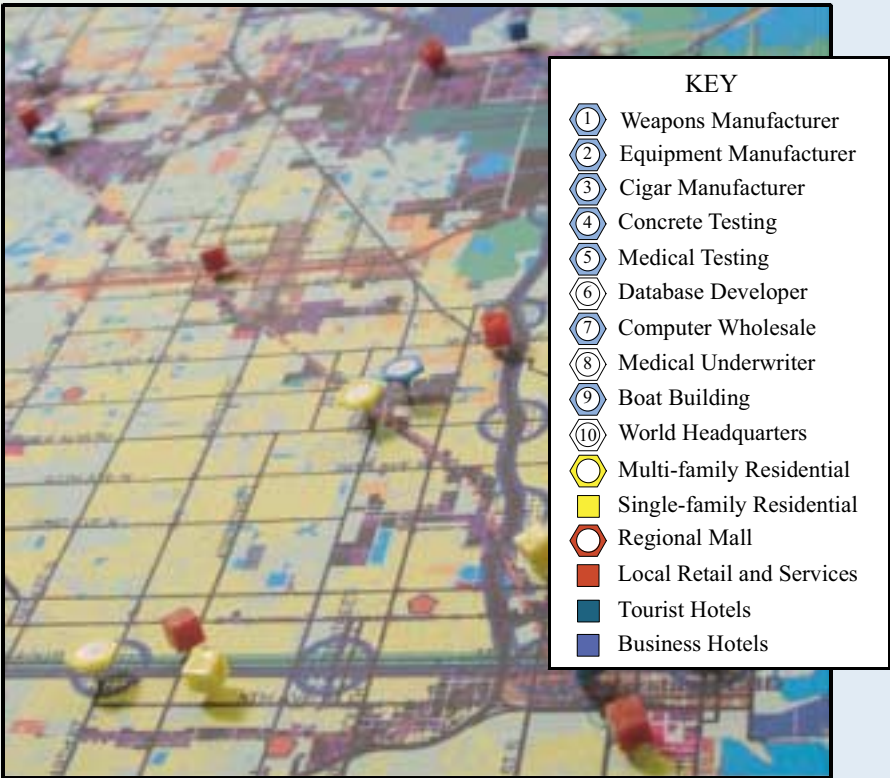 KEY
1 Weapons Manufacturer
2 Equipment Manufacturer
3 Cigar Manufacturer
4 Concrete Testing
5 Medical Testing
6 Database Developer
7 Computer Wholesale
8 Medical Underwriter
9 Boat Building
10 World Headquarters
Multi-family Residential
Single-family Residential
Regional Mall
Local Retail and Services
Tourist Hotels
Business Hotels